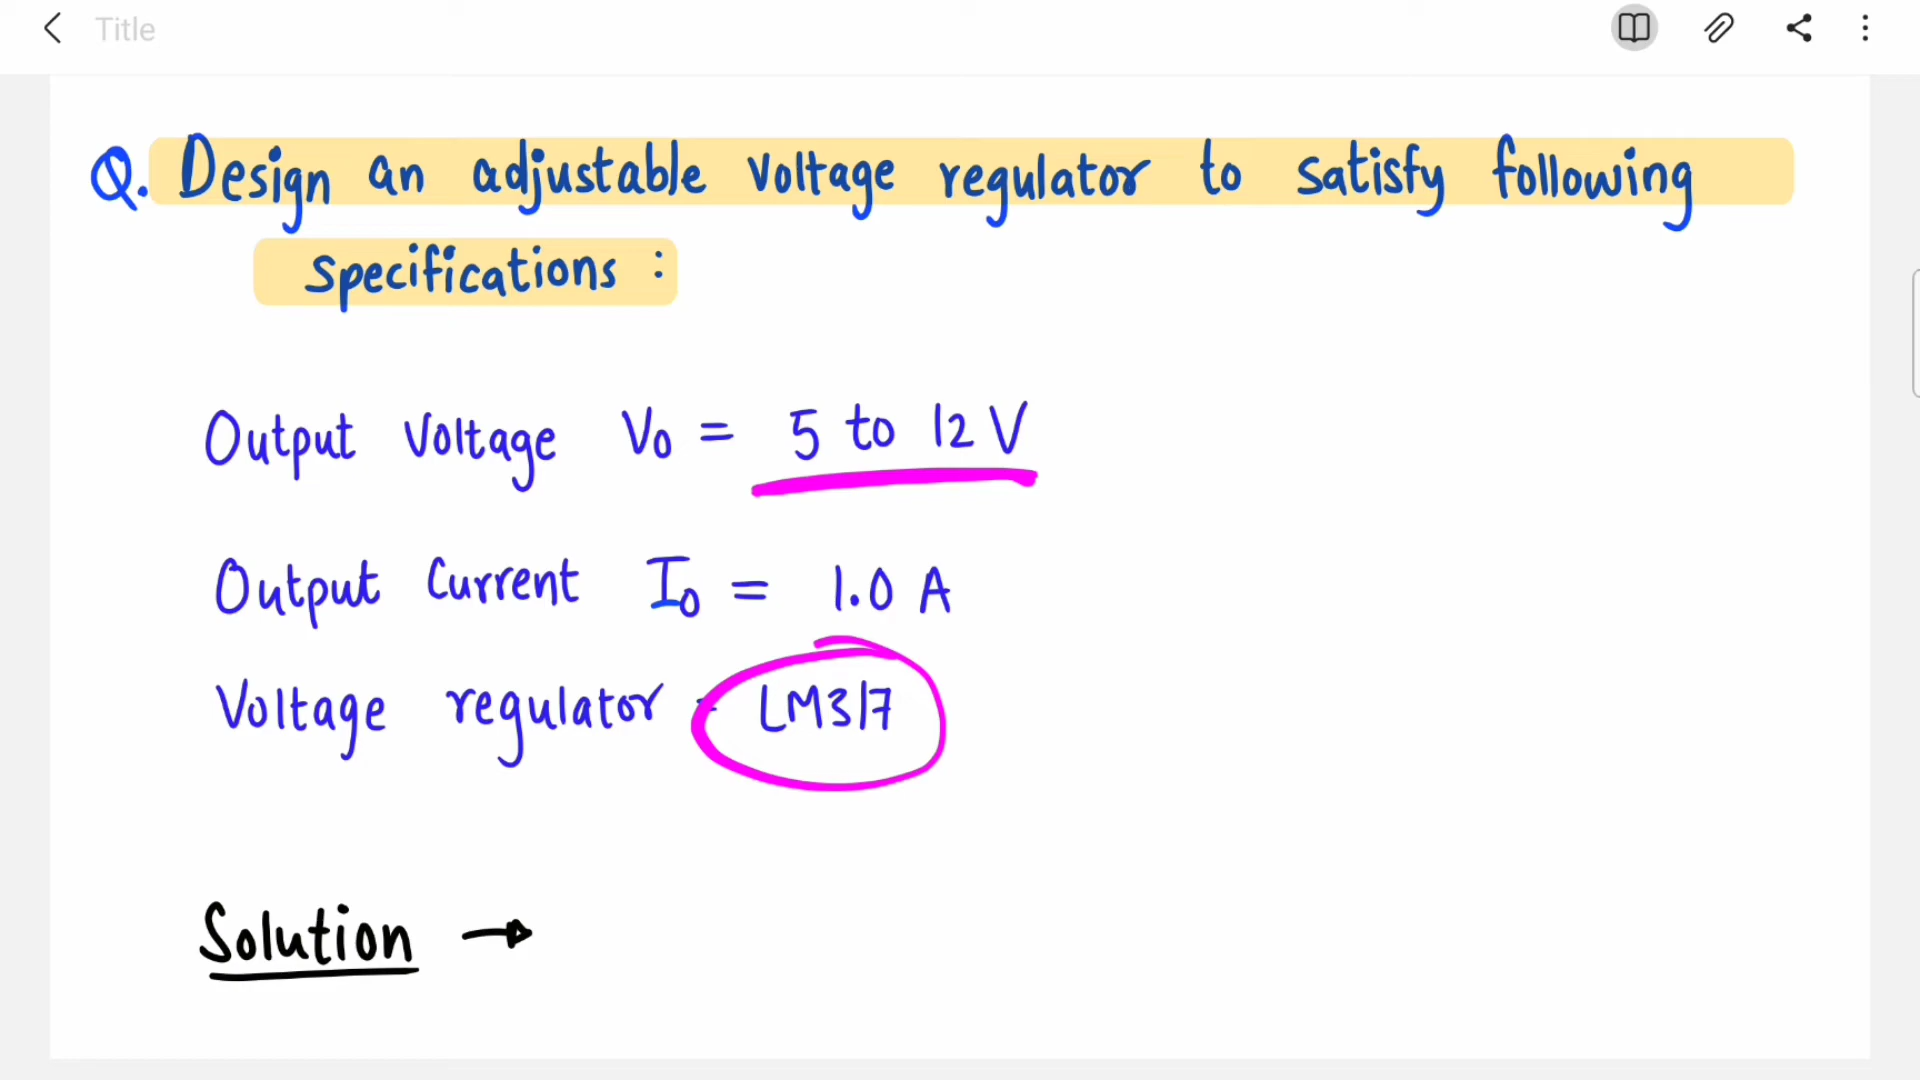 Title
Q. Design an adjustable voltage regulator to satisfy following
specifications :
Output Voltage Vo = 5 to 12 V
Output Current Io = 1.0 A
Voltage regulator = LM317
Solution →